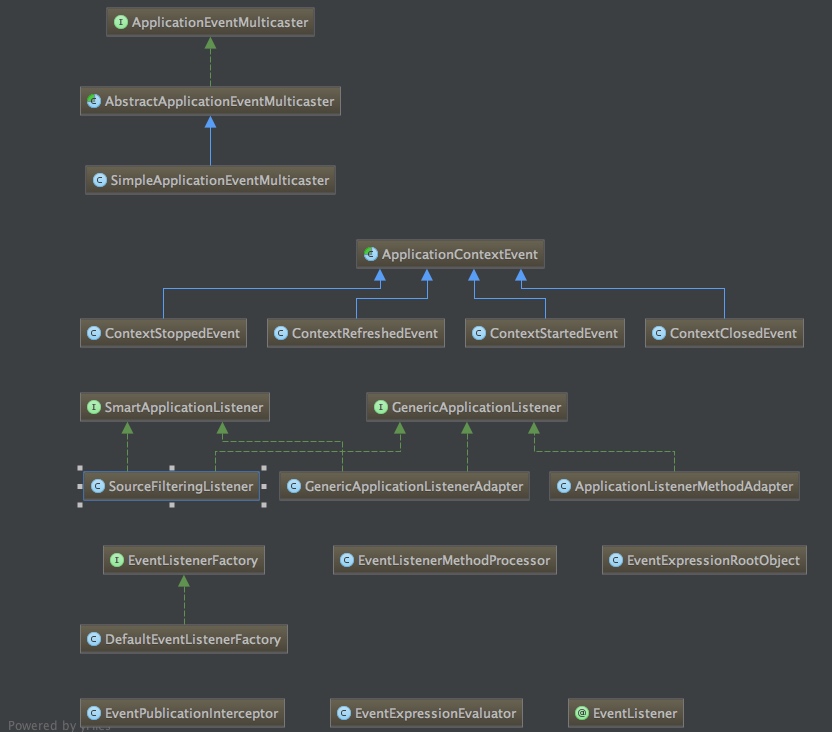 I ApplicationEventMulticaster
C AbstractApplicationEventMulticaster
C SimpleApplicationEventMulticaster
C ApplicationContextEvent
C ContextStoppedEvent C ContextRefreshedEvent C ContextStartedEvent C ContextClosedEvent
I SmartApplicationListener I GenericApplicationListener
C SourceFilteringListener C GenericApplicationListenerAdapter C ApplicationListenerMethodAdapter
I EventListenerFactory C EventListenerMethodProcessor C EventExpressionRootObject
C DefaultEventListenerFactory
C EventPublicationInterceptor C EventExpressionEvaluator @ EventListener
Powered by